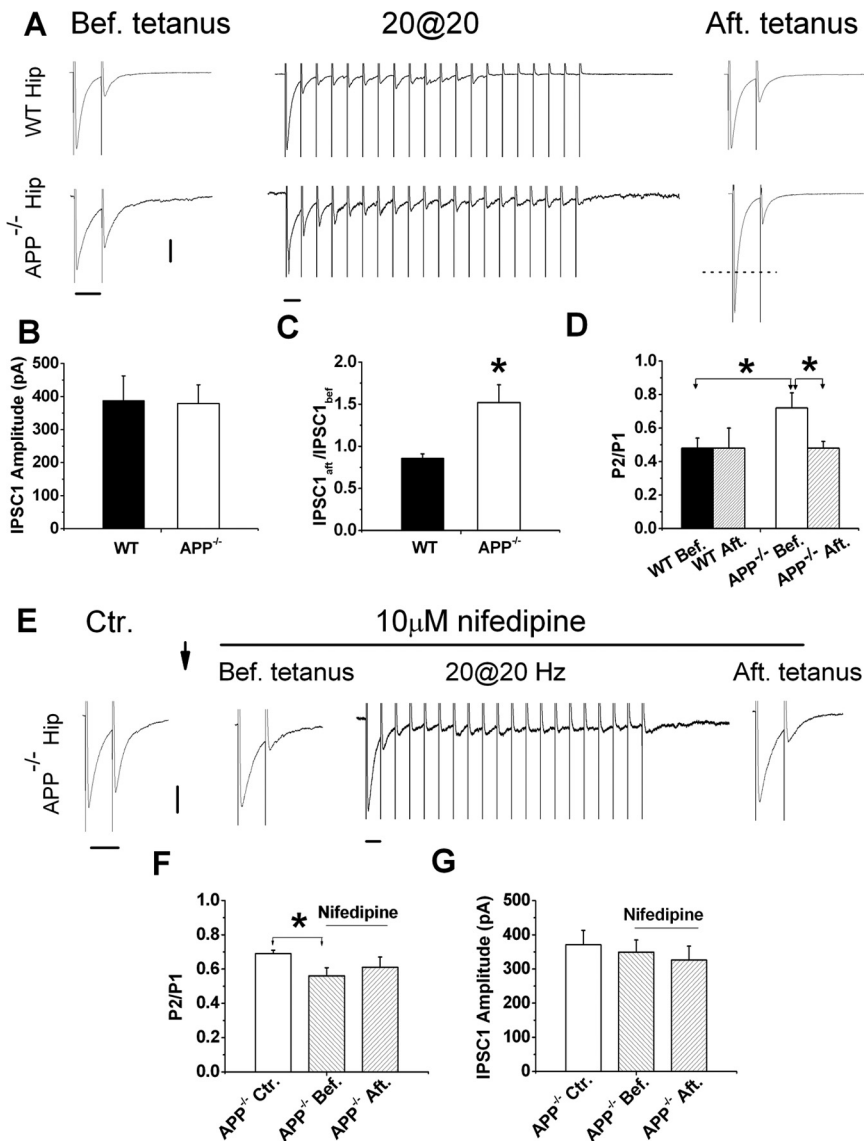 A
Bef. tetanus
20@20
Aft. tetanus
WT Hip
APP-/- Hip
B
IPSC1 Amplitude (pA)
500
400
300
200
100
0
WT
APP-/-
C
IPSC1aft/IPSC1bef
2.0
1.5
1.0
0.5
0.0
*
WT
APP-/-
D
P2/P1
1.0
0.8
0.6
0.4
0.2
0.0
*
*
WT Bef.
WT Aft.
APP-/- Bef.
APP-/- Aft.
E
Ctr.
10μM nifedipine
Bef. tetanus
20@20 Hz
Aft. tetanus
APP-/- Hip
F
P2/P1
1.0
0.8
0.6
0.4
0.2
0.0
*
Nifedipine
APP-/- Ctr.
APP-/- Bef.
APP-/- Aft.
G
IPSC1 Amplitude (pA)
500
400
300
200
100
0
Nifedipine
APP-/- Ctr.
APP-/- Bef.
APP-/- Aft.